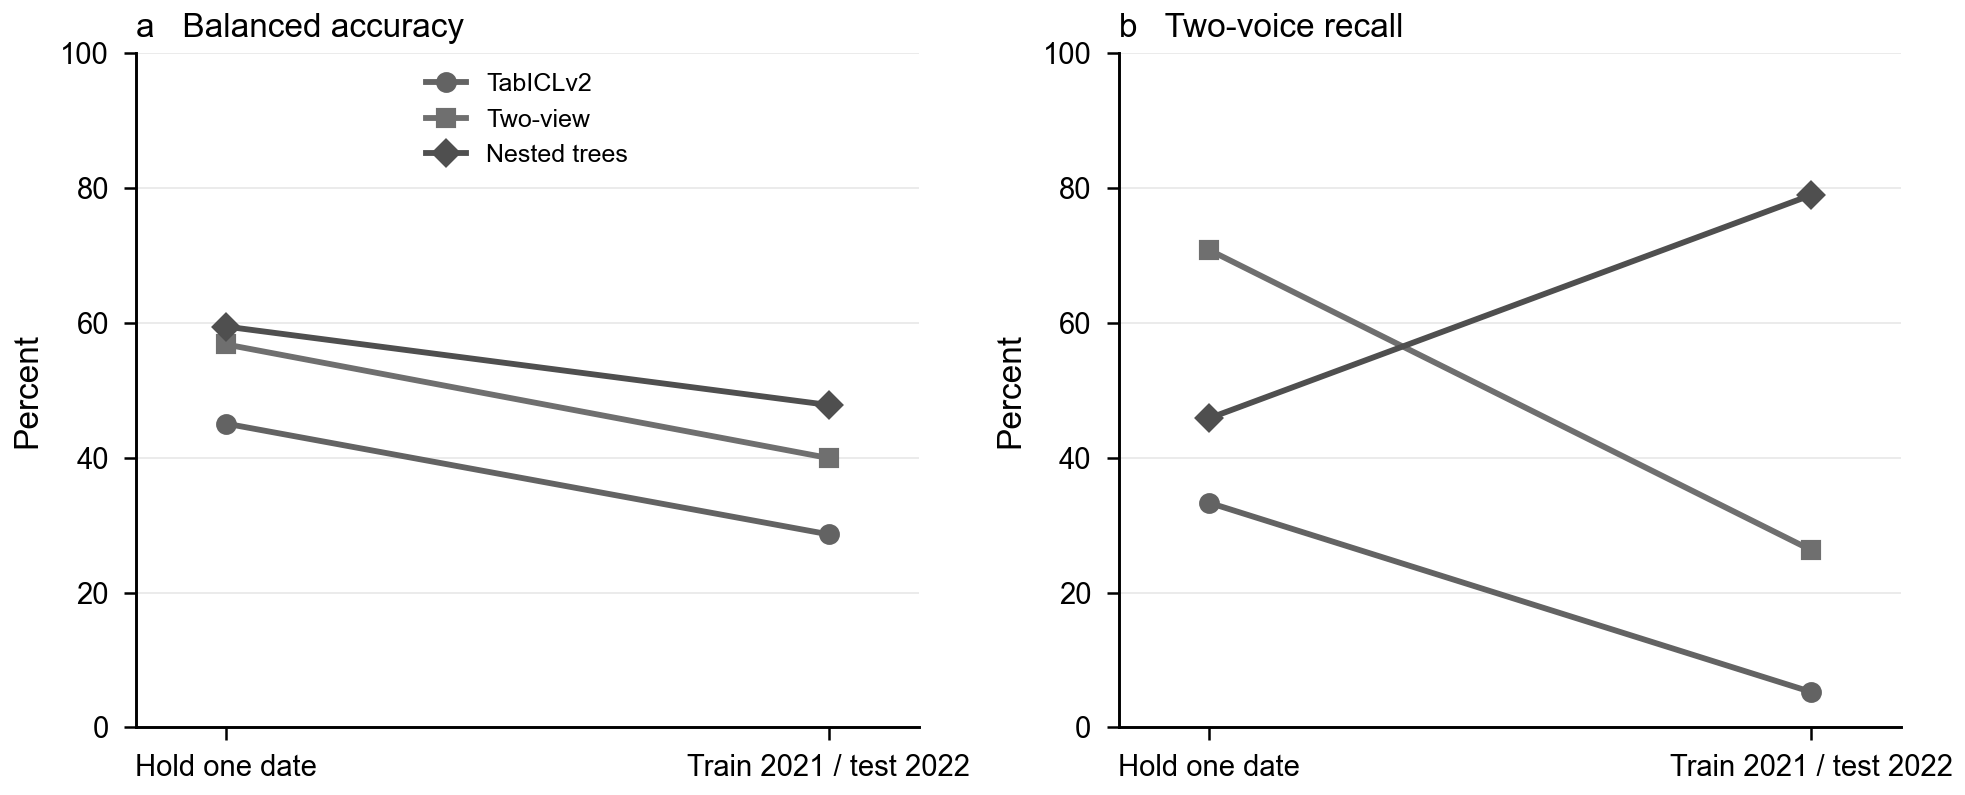 a Balanced accuracy
100
80
60
40
20
0
Percent
TabICLv2
Two-view
Nested trees
Hold one date
Train 2021 / test 2022
b Two-voice recall
100
80
60
40
20
0
Percent
Hold one date
Train 2021 / test 2022